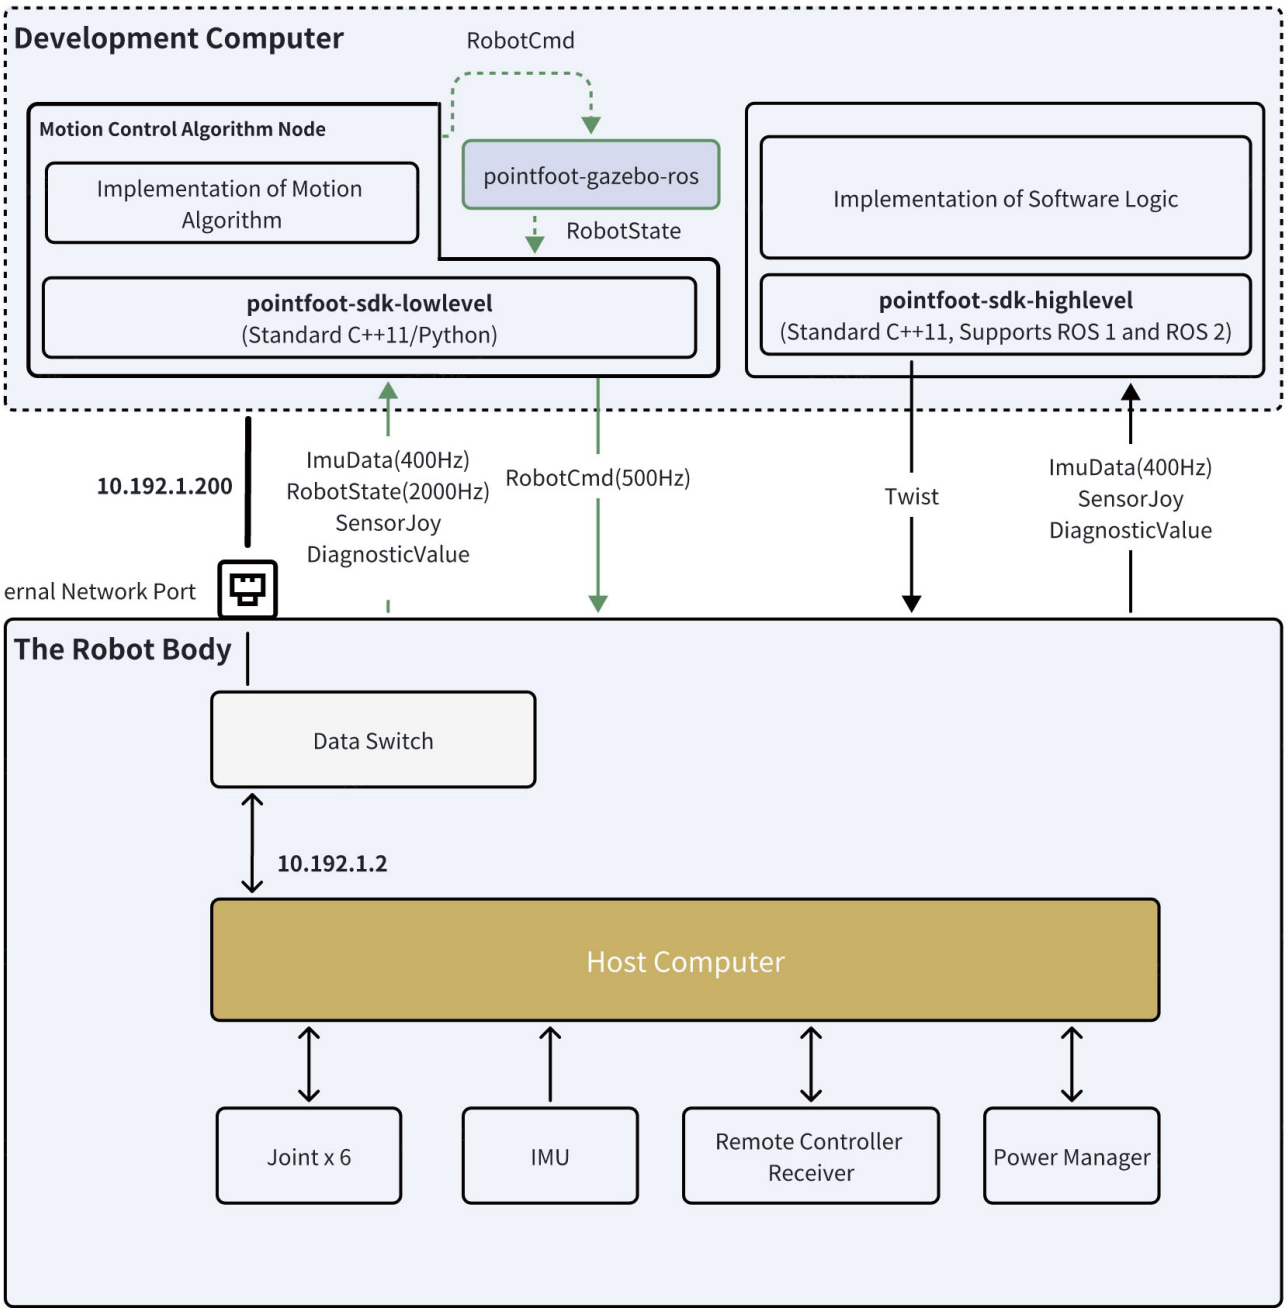 Development Computer
RobotCmd
Motion Control Algorithm Node
Implementation of Motion
Algorithm
pointfoot-gazebo-ros
RobotState
pointfoot-sdk-lowlevel
(Standard C++11/Python)
Implementation of Software Logic
pointfoot-sdk-highlevel
(Standard C++11, Supports ROS 1 and ROS 2)
10.192.1.200
ImuData(400Hz)
RobotState(2000Hz)
SensorJoy
DiagnosticValue
RobotCmd(500Hz)
Twist
ImuData(400Hz)
SensorJoy
DiagnosticValue
ernal Network Port
The Robot Body
Data Switch
10.192.1.2
Host Computer
Joint x 6
IMU
Remote Controller
Receiver
Power Manager